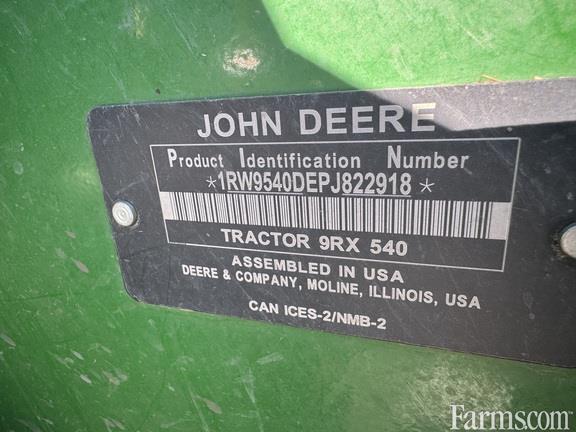 JOHN DEERE
Product Identification Number
*1RW9540DEPJ822918*
TRACTOR 9RX 540
ASSEMBLED IN USA
DEERE & COMPANY, MOLINE, ILLINOIS, USA
CAN ICES-2/NMB-2
Farms.com